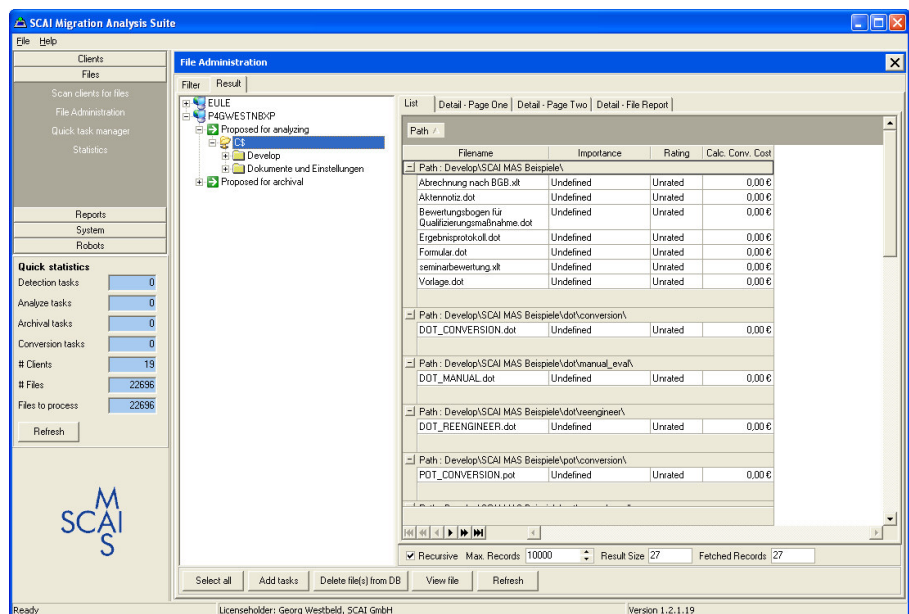 SCAI Migration Analysis Suite
File Help
Clients
Files
Scan clients for files
File Administration
Quick task manager
Statistics
Reports
System
Robots
Quick statistics
Detection tasks 0
Analyze tasks 0
Archival tasks 0
Conversion tasks 0
# Clients 19
# Files 22696
Files to process 22696
Refresh
M
SCAI
S
File Administration
Filter Result
EULE
P4GWESTNBXP
Proposed for analyzing
C$
Develop
Dokumente und Einstellungen
Proposed for archival
List Detail - Page One Detail - Page Two Detail - File Report
Path
Filename Importance Rating Calc. Conv. Cost
Path : Develop\SCAI MAS Beispiele\
Abrechnung nach BGB.xlt Undefined Unrated 0,00 €
Aktennotiz.dot Undefined Unrated 0,00 €
Bewertungsbogen für Undefined Unrated 0,00 €
Qualifizierungsmaßnahme.dot
Ergebnisprotokoll.dot Undefined Unrated 0,00 €
Formular.dot Undefined Unrated 0,00 €
seminarbewertung.xlt Undefined Unrated 0,00 €
Vorlage.dot Undefined Unrated 0,00 €
Path : Develop\SCAI MAS Beispiele\dot\conversion\
DOT_CONVERSION.dot Undefined Unrated 0,00 €
Path : Develop\SCAI MAS Beispiele\dot\manual_eval\
DOT_MANUAL.dot Undefined Unrated 0,00 €
Path : Develop\SCAI MAS Beispiele\dot\reengineer\
DOT_REENGINEER.dot Undefined Unrated 0,00 €
Path : Develop\SCAI MAS Beispiele\pot\conversion\
POT_CONVERSION.pot Undefined Unrated 0,00 €
Recursive Max. Records 10000 Result Size 27 Fetched Records 27
Select all Add tasks Delete file(s) from DB View file Refresh
Ready Licenseholder: Georg Westbeld, SCAI GmbH Version 1.2.1.19